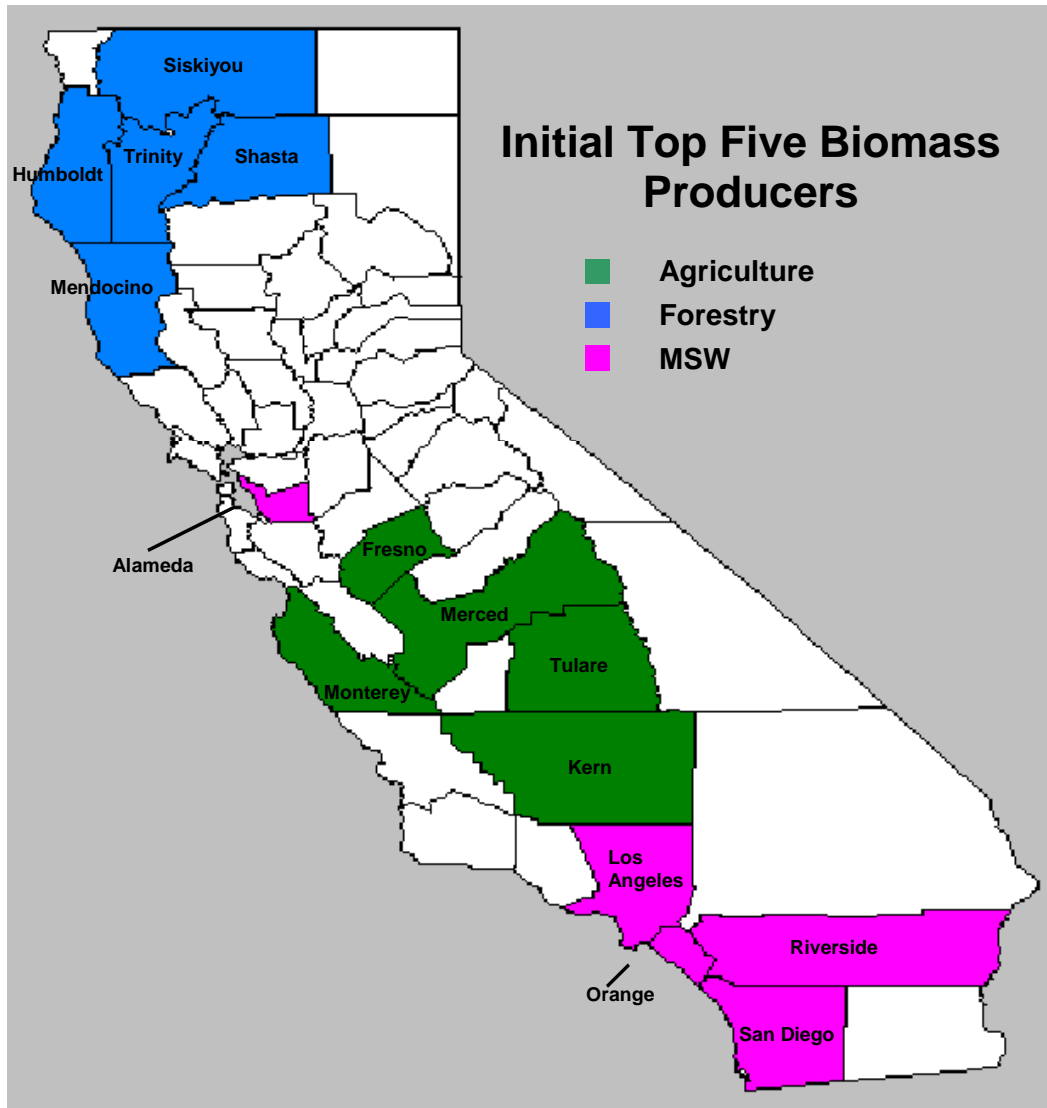 Initial Top Five Biomass
Producers
Agriculture
Forestry
MSW
Siskiyou
Humboldt
Trinity
Shasta
Mendocino
Alameda
Fresno
Merced
Tulare
Monterey
Kern
Los
Angeles
Riverside
Orange
San Diego